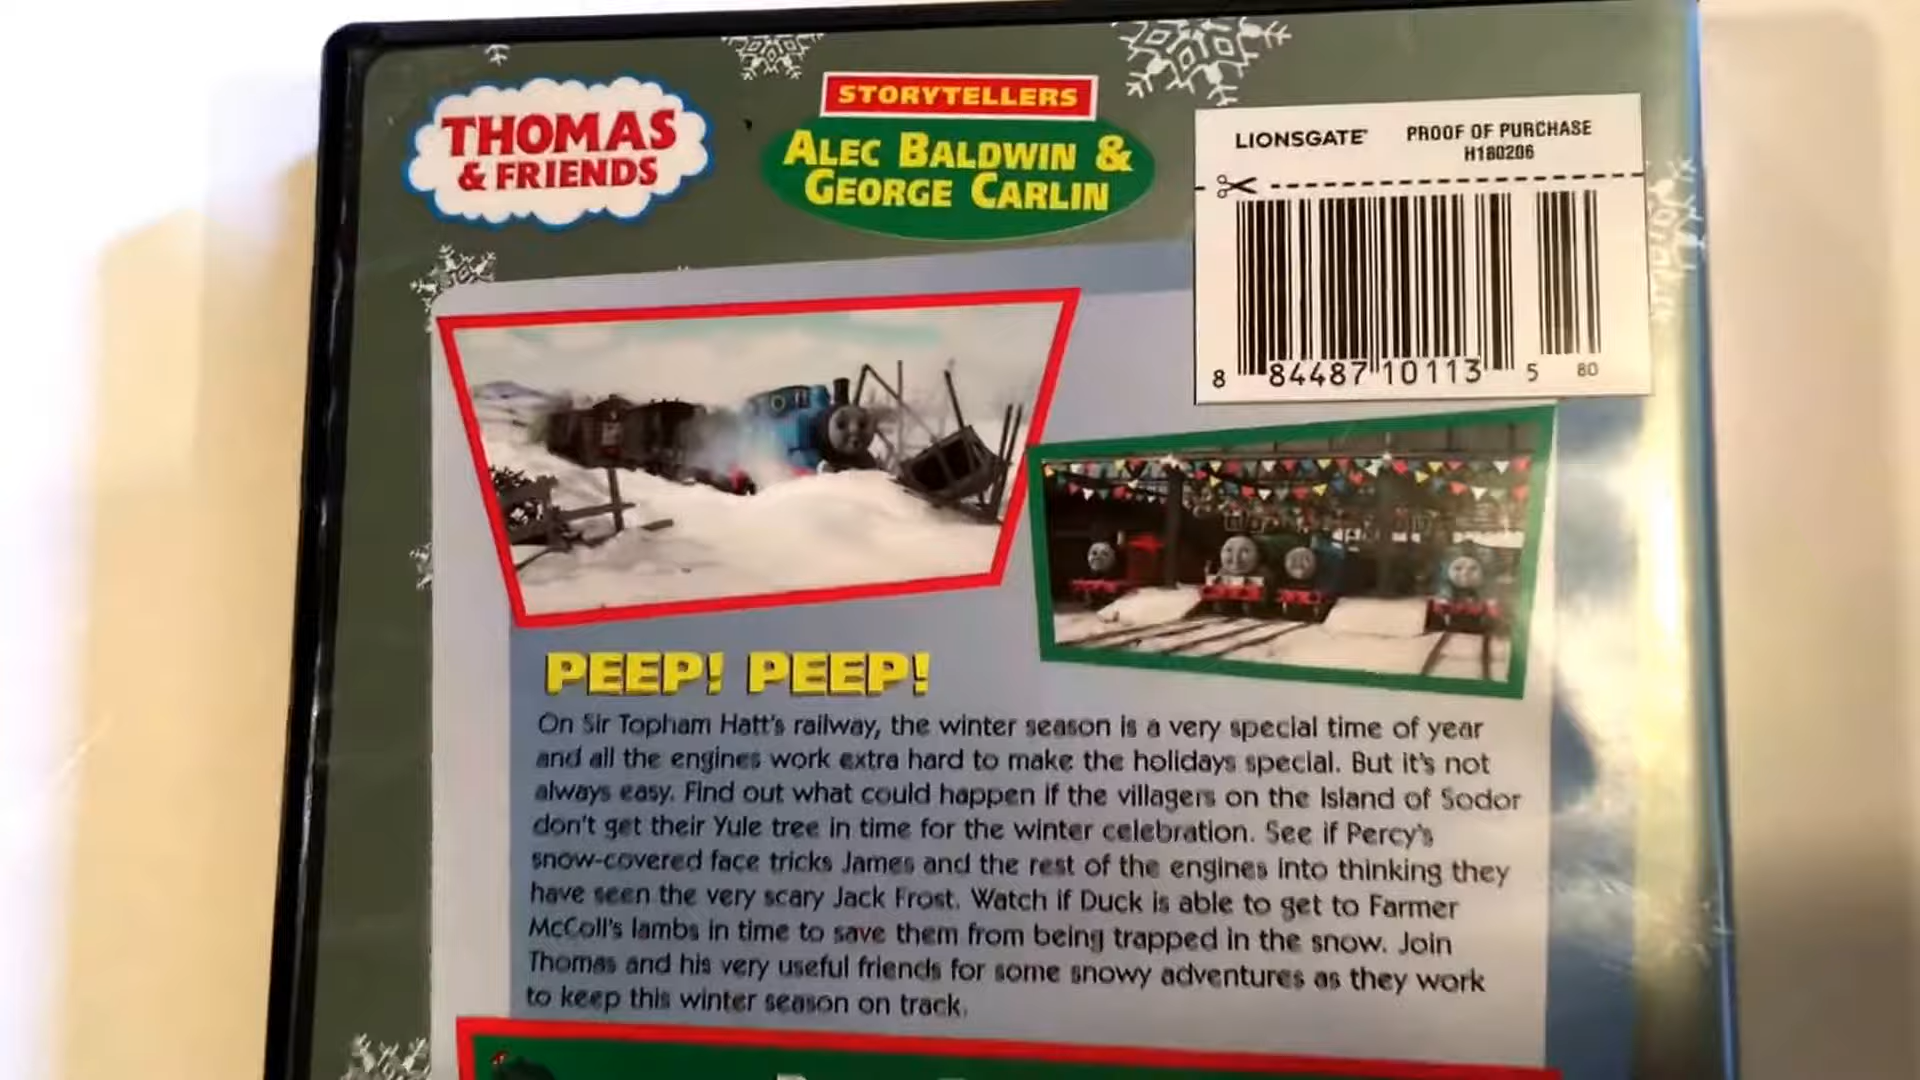 THOMAS
& FRIENDS
STORYTELLERS
ALEC BALDWIN &
GEORGE CARLIN
LIONSGATE
PROOF OF PURCHASE
H180206
8 84487 10113 5 80
PEEP! PEEP!
On Sir Topham Hatt's railway, the winter season is a very special time of year
and all the engines work extra hard to make the holidays special. But it's not
always easy. Find out what could happen if the villagers on the Island of Sodor
don't get their Yule tree in time for the winter celebration. See if Percy's
snow-covered face tricks James and the rest of the engines into thinking they
have seen the very scary Jack Frost. Watch if Duck is able to get to Farmer
McColl's lambs in time to save them from being trapped in the snow. Join
Thomas and his very useful friends for some snowy adventures as they work
to keep this winter season on track.